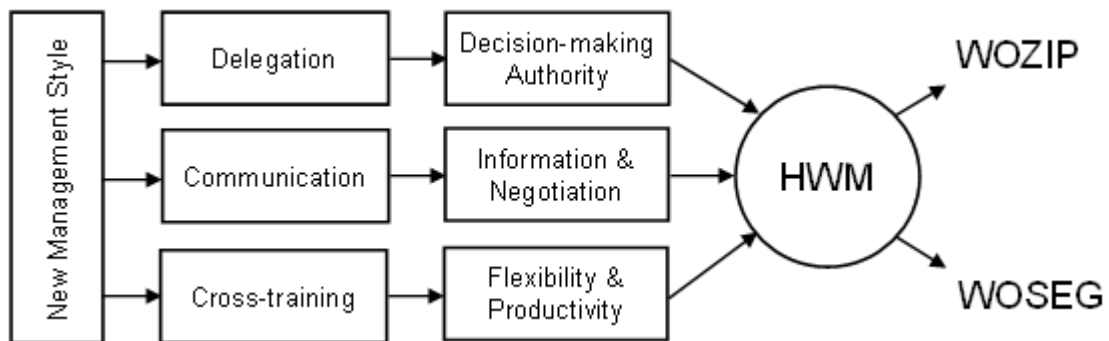 New Management Style
Delegation
Decision-making
Authority
Communication
Information &
Negotiation
Cross-training
Flexibility &
Productivity
HWM
WOZIP
WOSEG